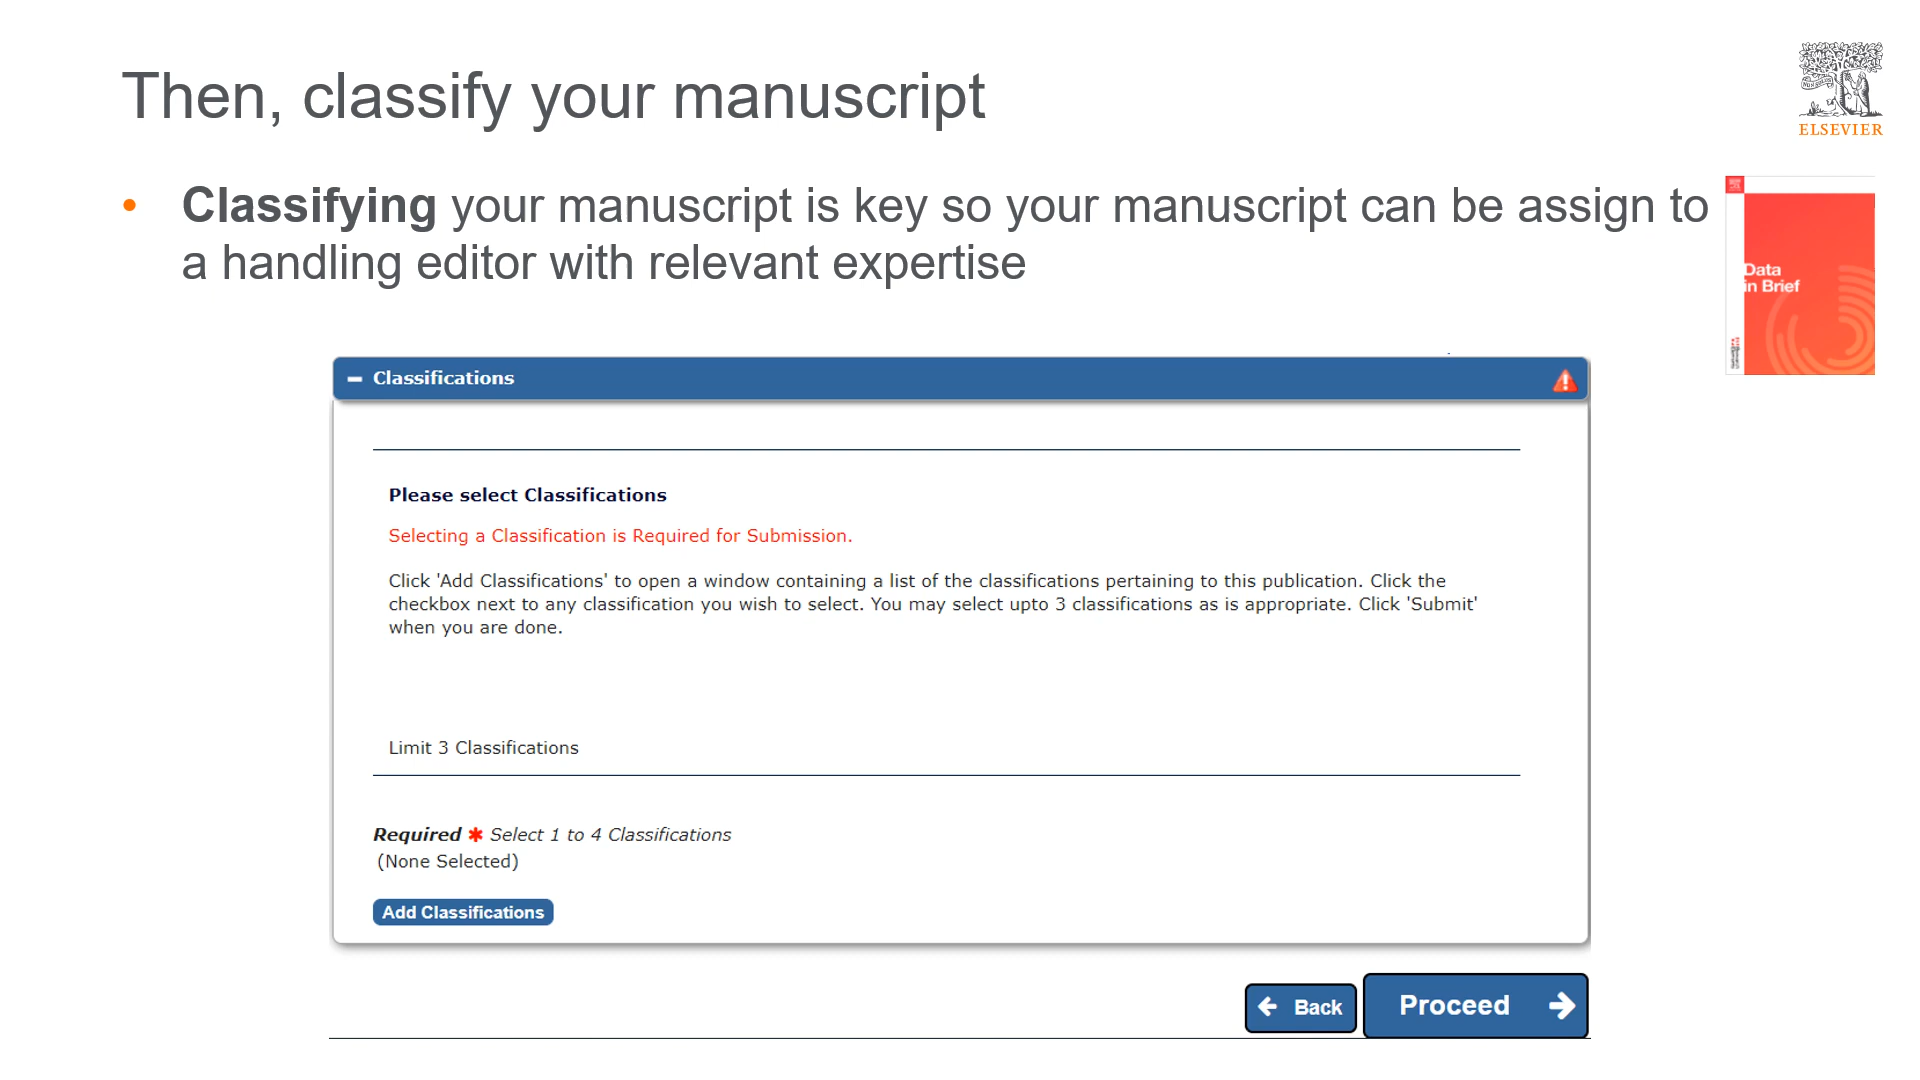 Then, classify your manuscript
ELSEVIER
• Classifying your manuscript is key so your manuscript can be assign to
a handling editor with relevant expertise
Data
in Brief
Classifications
Please select Classifications
Selecting a Classification is Required for Submission.
Click 'Add Classifications' to open a window containing a list of the classifications pertaining to this publication. Click the
checkbox next to any classification you wish to select. You may select upto 3 classifications as is appropriate. Click 'Submit'
when you are done.
Limit 3 Classifications
Required * Select 1 to 4 Classifications
(None Selected)
Add Classifications
Back
Proceed